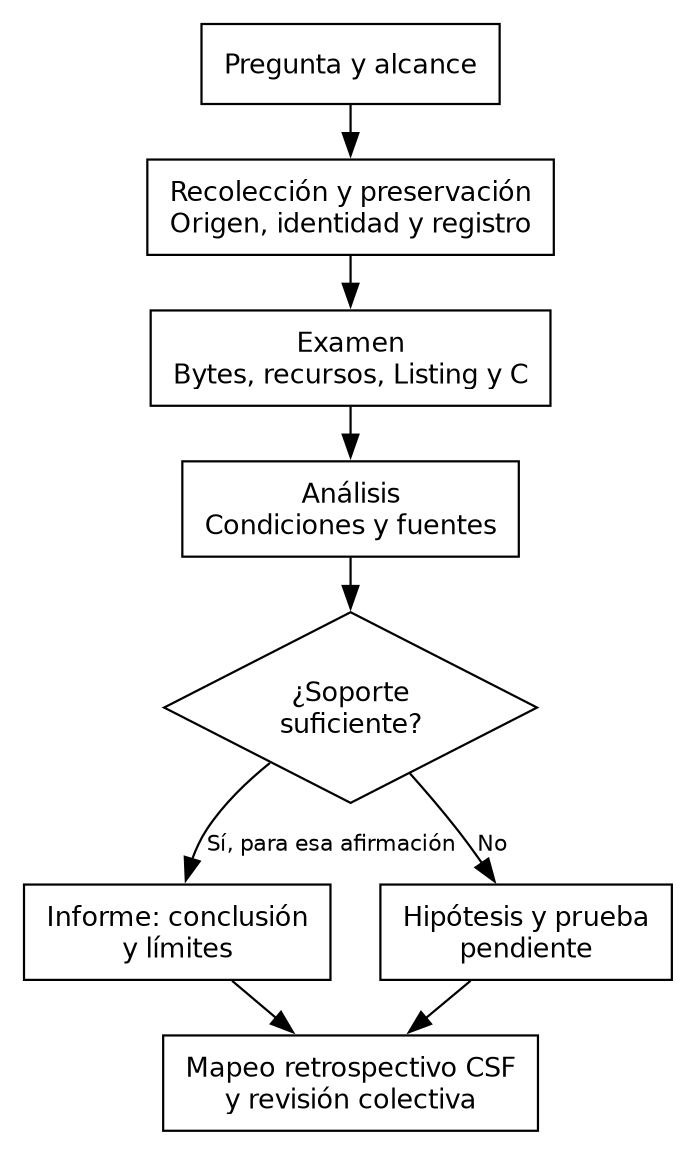 Pregunta y alcance
Recolección y preservación
Origen, identidad y registro
Examen
Bytes, recursos, Listing y C
Análisis
Condiciones y fuentes
¿Soporte
suficiente?
Sí, para esa afirmación
No
Informe: conclusión
y límites
Hipótesis y prueba
pendiente
Mapeo retrospectivo CSF
y revisión colectiva